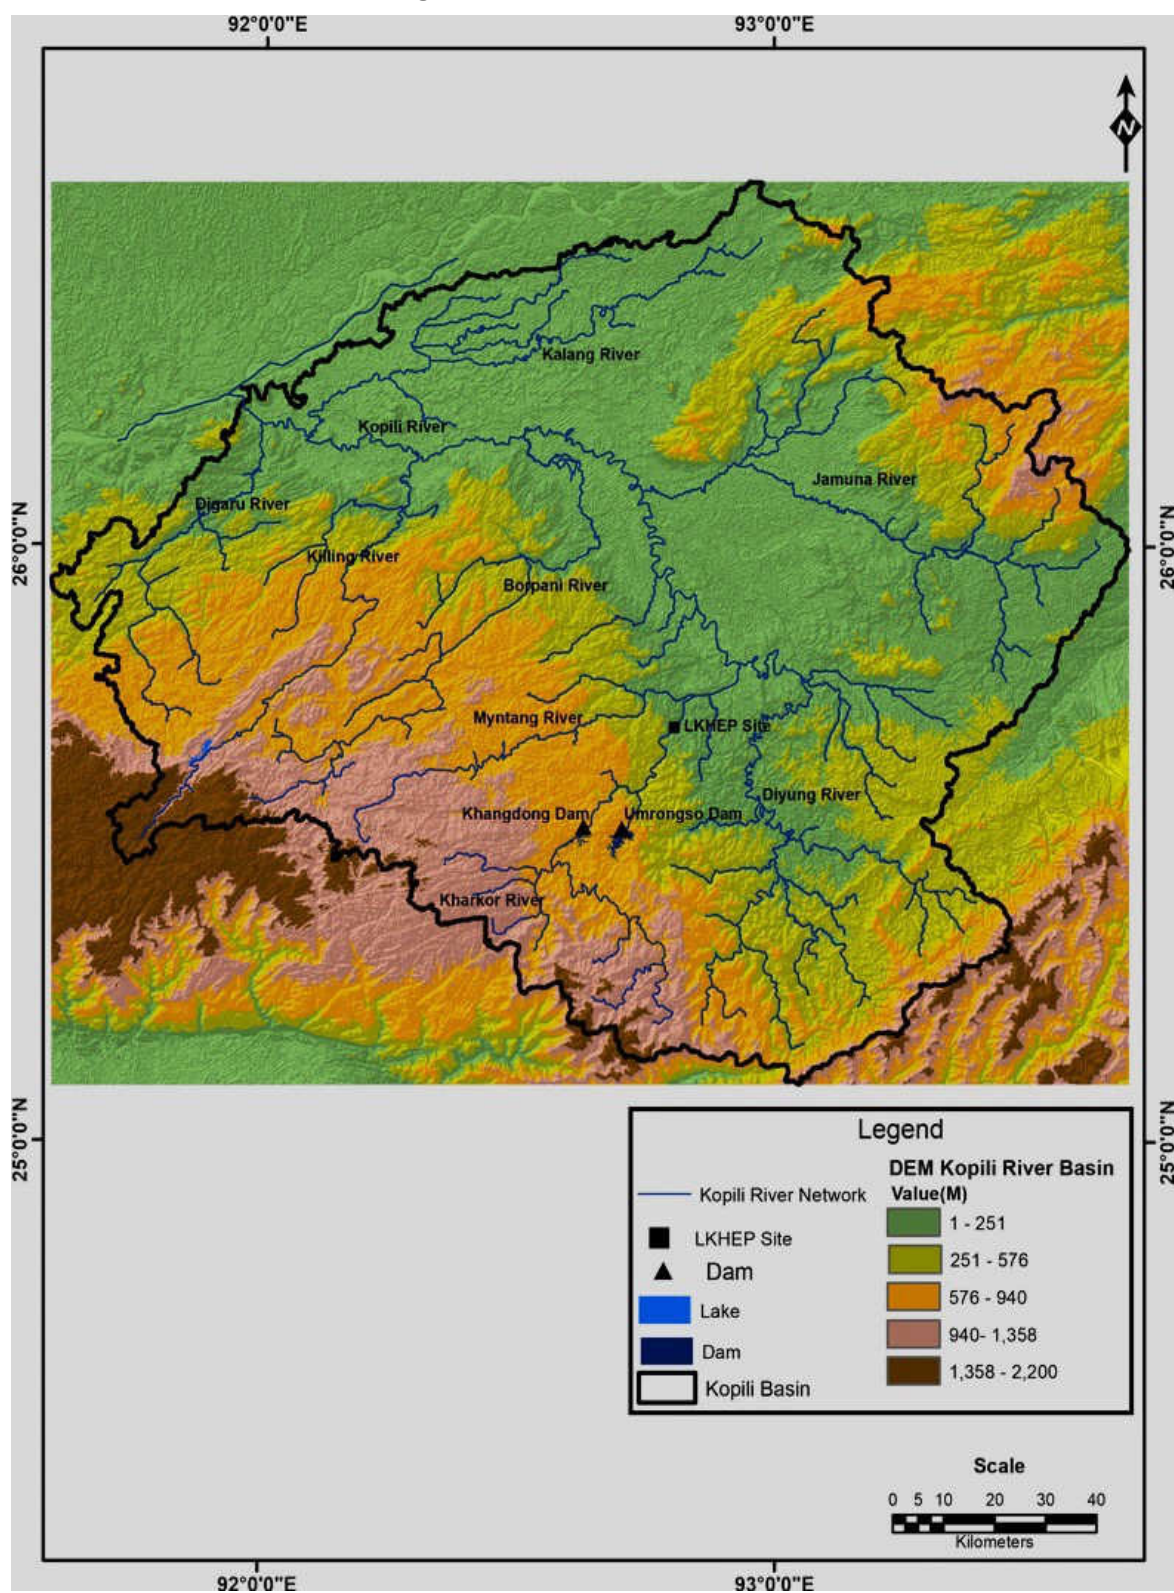 92°0'0"E
93°0'0"E
N
Kalang River
Kopili River
Jamuna River
Digaru River
26°0'0"N
26°0'0"N
Killing River
Borpani River
Myntang River
LKHEP Site
Diyung River
Khangdong Dam
Umrongso Dam
Kharkor River
25°0'0"N
25°0'0"N
Legend
DEM Kopili River Basin
Value(M)
Kopili River Network
1 - 251
LKHEP Site
251 - 576
Dam
576 - 940
Lake
940- 1,358
Dam
1,358 - 2,200
Kopili Basin
Scale
0 5 10 20 30 40
Kilometers
92°0'0"E
93°0'0"E